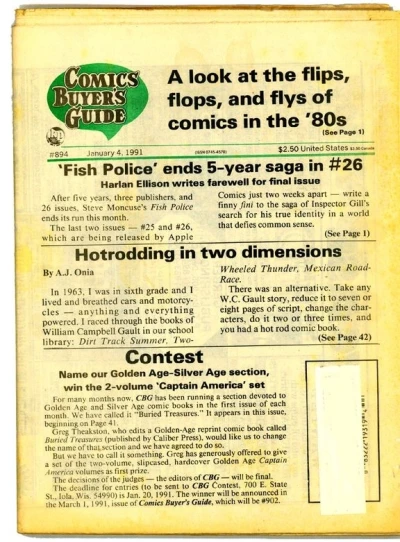 COMICS
BUYER'S
GUIDE
A look at the flips,
flops, and flys of
comics in the '80s
(See Page 1)
#894 January 4, 1991 (ISSN 0745-4570) $2.50 United States $3.50 Canada
'Fish Police' ends 5-year saga in #26
Harlan Ellison writes farewell for final issue
After five years, three publishers, and
26 issues, Steve Moncuse's Fish Police
ends its run this month.
The last two issues — #25 and #26,
which are being released by Apple
Comics just two weeks apart — write a
finny fini to the saga of Inspector Gill's
search for his true identity in a world
that defies common sense.
(See Page 1)
Hotrodding in two dimensions
By A.J. Onia
In 1963, I was in sixth grade and I
lived and breathed cars and motorcy-
cles — anything and everything
powered. I raced through the books of
William Campbell Gault in our school
library: Dirt Track Summer, Two-
Wheeled Thunder, Mexican Road-
Race.
There was an alternative. Take any
W.C. Gault story, reduce it to seven or
eight pages of script, change the char-
acters, do it two or three times, and
you had a hot rod comic book.
(See Page 42)
Contest
Name our Golden Age-Silver Age section,
win the 2-volume 'Captain America' set
For many months now, CBG has been running a section devoted to
Golden Age and Silver Age comic books in the first issue of each
month. We have called it "Buried Treasures." It appears in this issue,
beginning on Page 41.
Greg Theakston, who edits a Golden-Age reprint comic book called
Buried Treasures (published by Caliber Press), would like us to change
the name of that section and we have agreed to do so.
But we have to call it something. Greg has generously offered to give
a set of the two-volume, slipcased, hardcover Golden Age Captain
America volumes as first prize.
The decisions of the judges — the editors of CBG — will be final.
The deadline for entries (to be sent to CBG Contest, 700 E. State
St., Iola, Wis. 54990) is Jan. 20, 1991. The winner will be announced in
the March 1, 1991, issue of Comics Buyer's Guide, which will be #902.